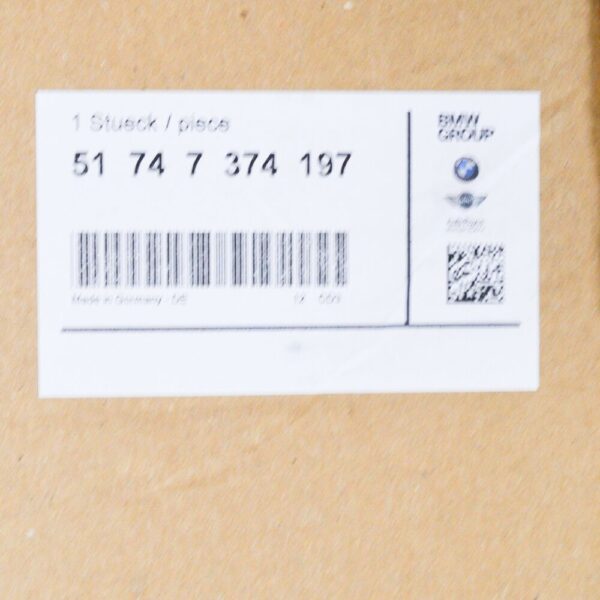 1 Stueck / piece
51 74 7 374 197
Made in Germany - DE
BMW
GROUP